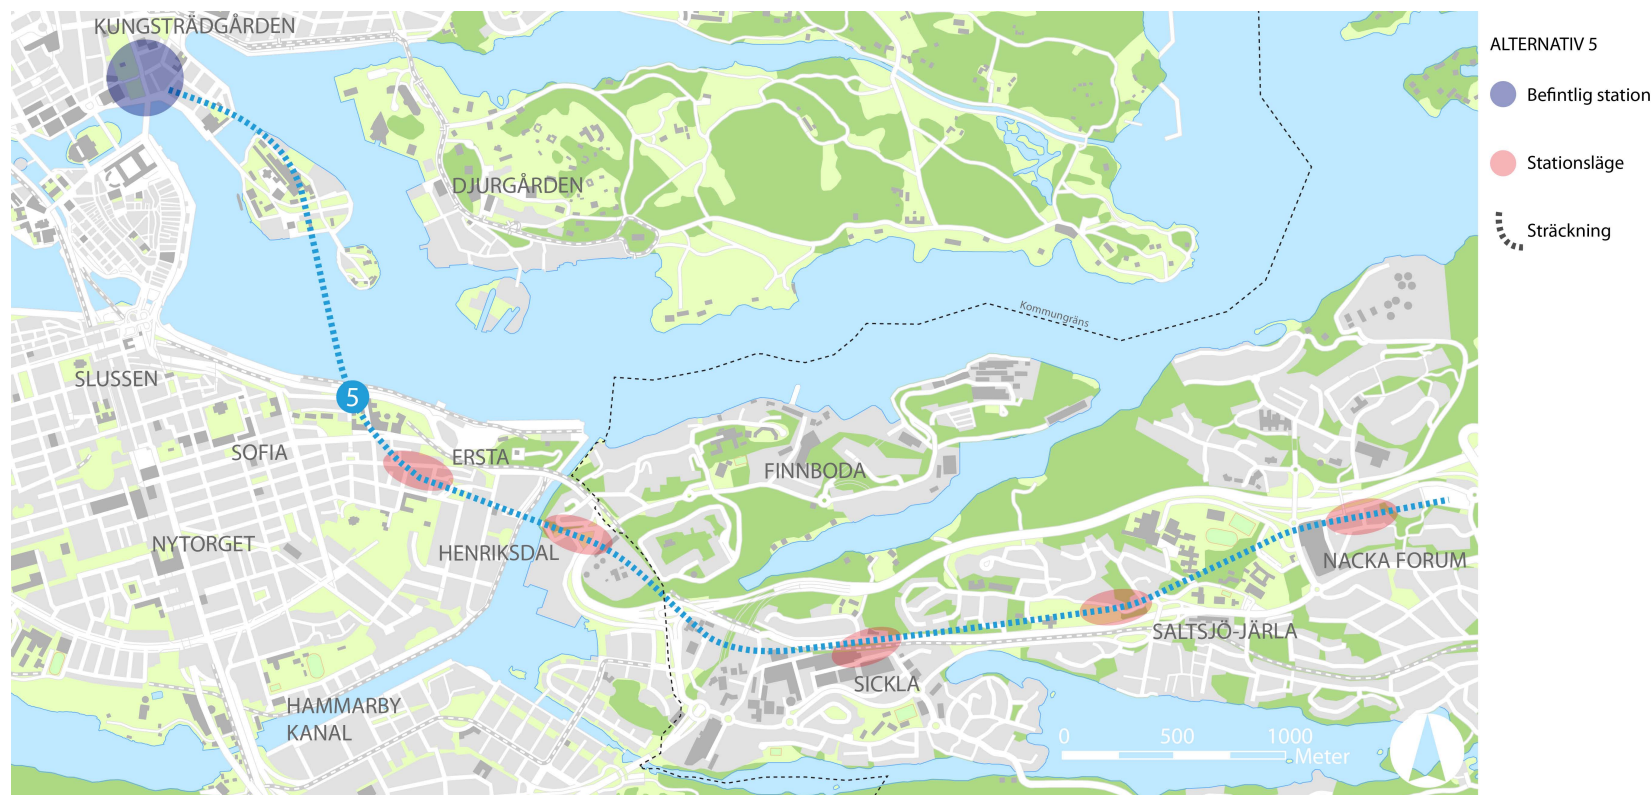 KUNGSTRÄDGÅRDEN
ALTERNATIV 5
Befintlig station
Stationsläge
Sträckning
DJURGÅRDEN
Kommungräns
SLUSSEN
5
SOFIA
ERSTA
FINNBODA
NYTORGET
HENRIKSDAL
NACKA FORUM
SALTSJÖ-JÄRLA
SICKLA
HAMMARBY
KANAL
0 500 1000
Meter